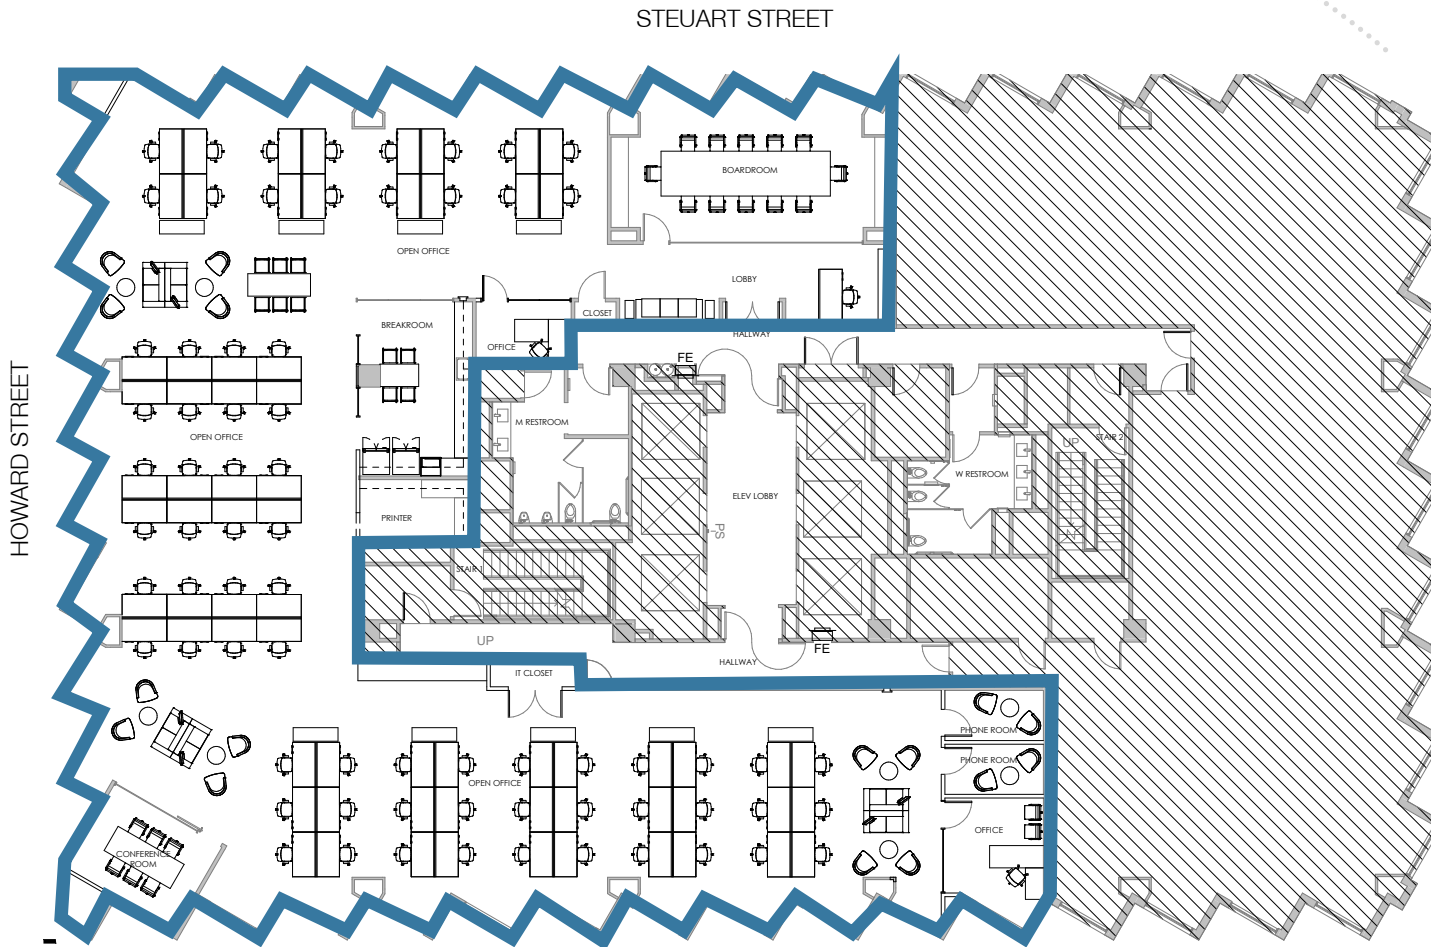 STEUART STREET
HOWARD STREET
BOARDROOM
OPEN OFFICE
LOBBY
CLOSET
BREAKROOM
HALLWAY
OFFICE
FE
M RESTROOM
OPEN OFFICE
UP
STAIR 2
W RESTROOM
ELEV LOBBY
PRINTER
PS
STAIR 1
UP
FE
HALLWAY
IT CLOSET
PHONE ROOM
PHONE ROOM
OPEN OFFICE
OFFICE
CONFERENCE
ROOM